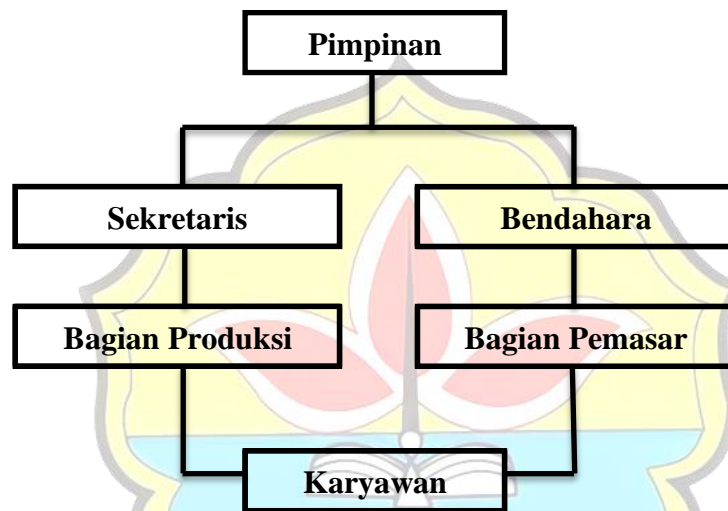 Pimpinan
Sekretaris
Bendahara
Bagian Produksi
Bagian Pemasar
Karyawan